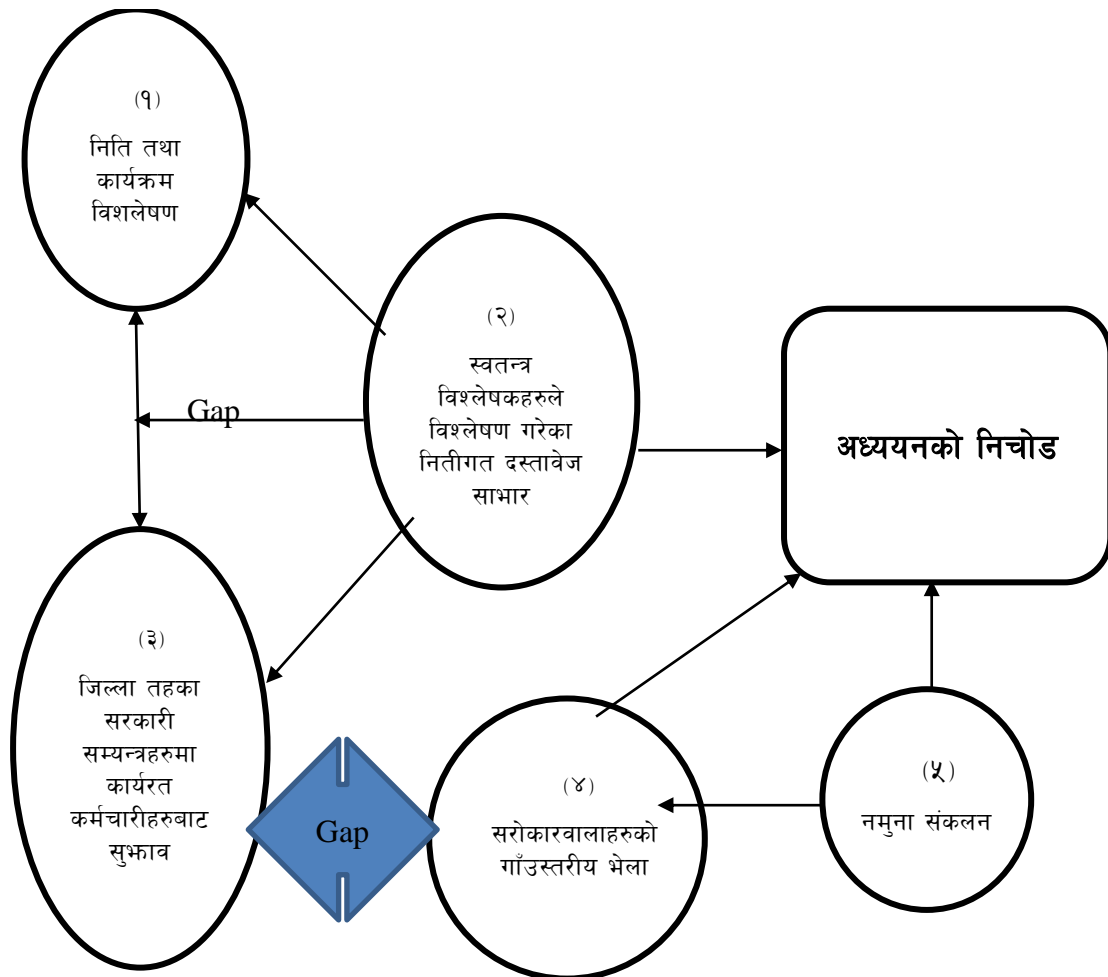 (१)
निति तथा
कार्यक्रम
विशलेषण
(२)
स्वतन्त्र
विश्लेषकहरुले
विश्लेषण गरेका
नितीगत दस्तावेज
साभार
Gap
अध्ययनको निचोड
(३)
जिल्ला तहका
सरकारी
सम्यन्त्रहरुमा
कार्यरत
कर्मचारीहरुबाट
सुझाव
Gap
(४)
सरोकारवालाहरुको
गाँउस्तरीय भेला
(५)
नमुना संकलन